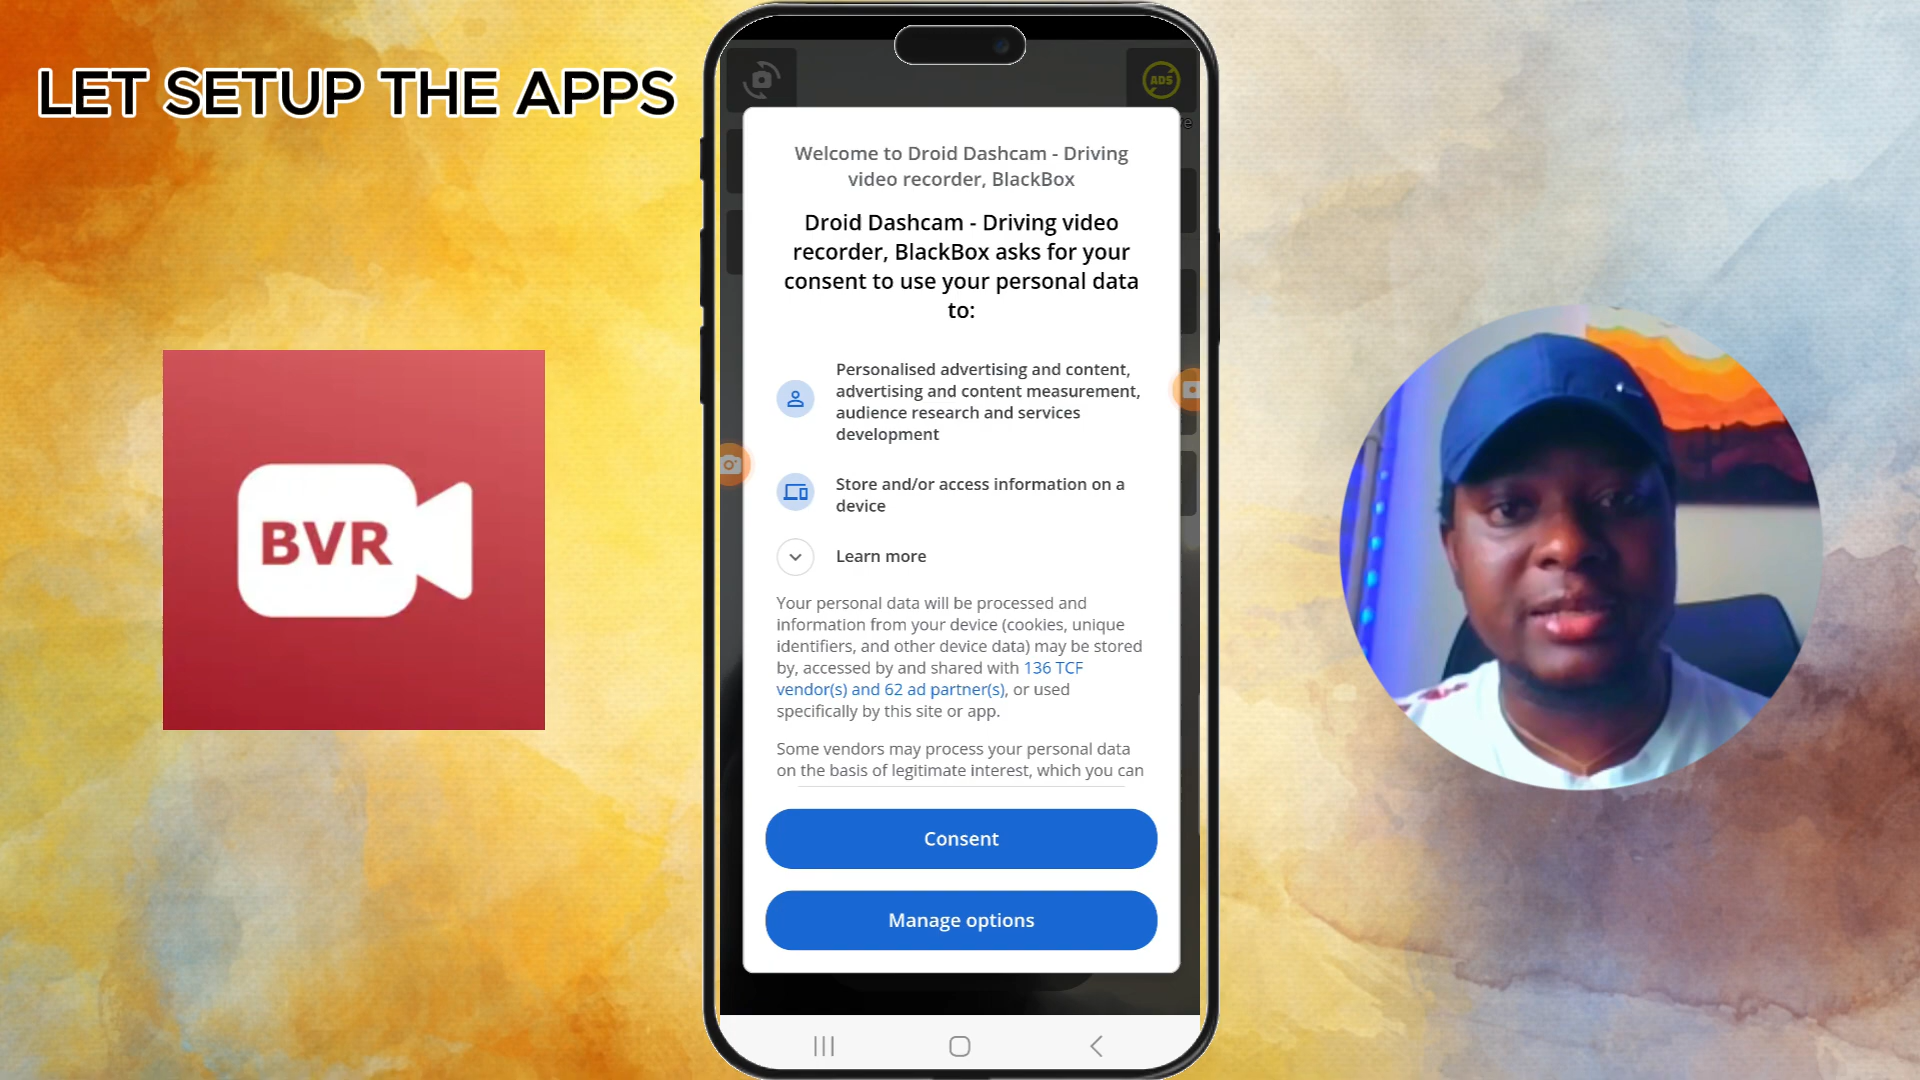 LET SETUP THE APPS
BVR
ADS
Welcome to Droid Dashcam - Driving
video recorder, BlackBox
Droid Dashcam - Driving video
recorder, BlackBox asks for your
consent to use your personal data
to:
Personalised advertising and content,
advertising and content measurement,
audience research and services
development
Store and/or access information on a
device
Learn more
Your personal data will be processed and
information from your device (cookies, unique
identifiers, and other device data) may be stored
by, accessed by and shared with 136 TCF
vendor(s) and 62 ad partner(s), or used
specifically by this site or app.
Some vendors may process your personal data
on the basis of legitimate interest, which you can
Consent
Manage options